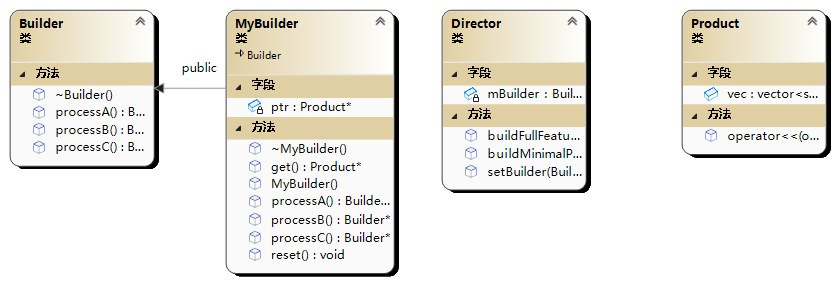 Builder
类
方法
~Builder()
processA() : B...
processB() : B...
processC() : B...
public
MyBuilder
类
Builder
字段
ptr : Product*
方法
~MyBuilder()
get() : Product*
MyBuilder()
processA() : Builde...
processB() : Builder*
processC() : Builder*
reset() : void
Director
类
字段
mBuilder : Buil...
方法
buildFullFeatu...
buildMinimalP...
setBuilder(Buil...
Product
类
字段
vec : vector<s...
方法
operator<<(o...